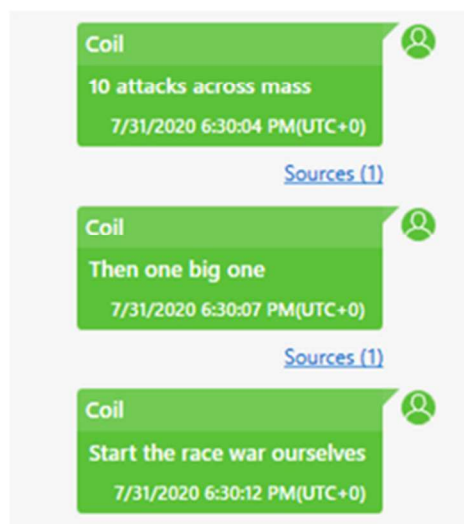 Coil
10 attacks across mass
7/31/2020 6:30:04 PM(UTC+0)
Sources (1)
Coil
Then one big one
7/31/2020 6:30:07 PM(UTC+0)
Sources (1)
Coil
Start the race war ourselves
7/31/2020 6:30:12 PM(UTC+0)